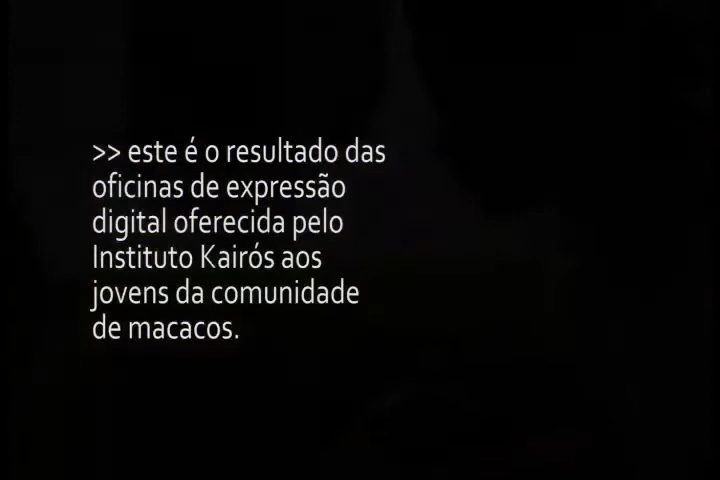 >> este é o resultado das
oficinas de expressão
digital oferecida pelo
Instituto Kairós aos
jovens da comunidade
de macacos.